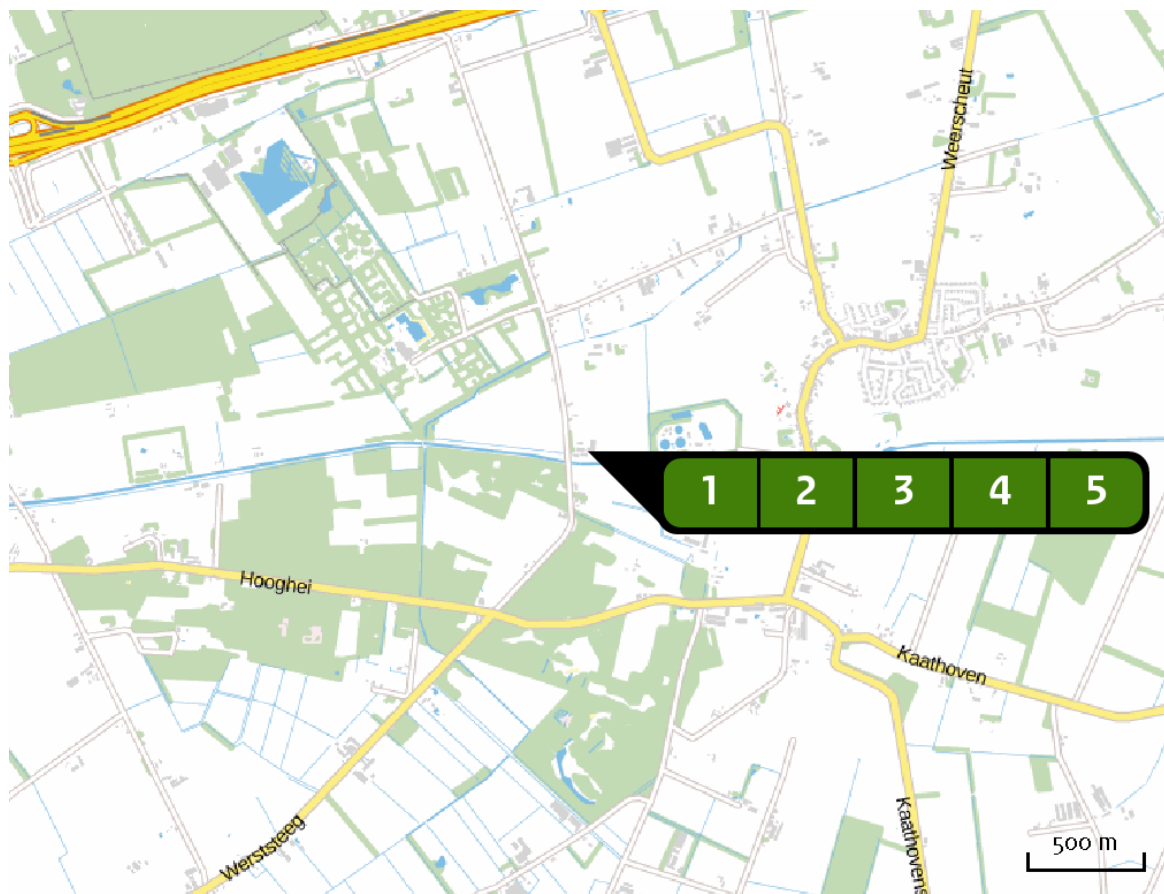 Weerscheut
1 2 3 4 5
Hooghei
Kaathoven
Werststeeg
Kaathovens
500 m